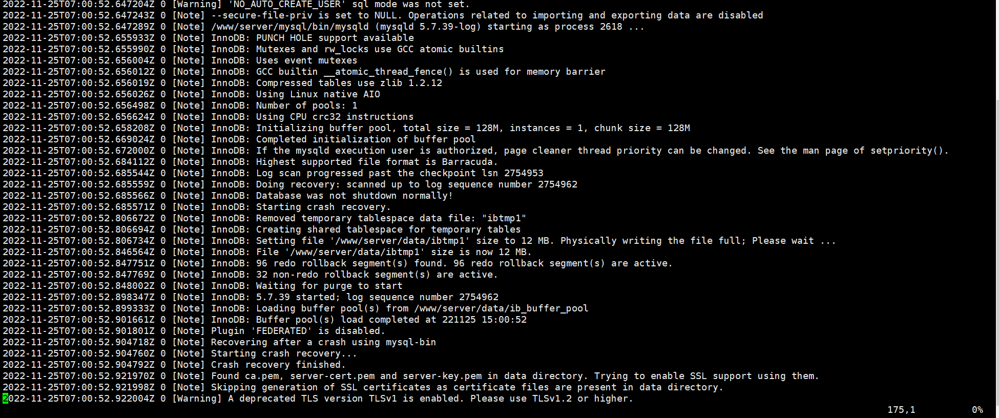 2022-11-25T07:00:52.647204Z 0 [Warning] 'NO_AUTO_CREATE_USER' sql mode was not set.
2022-11-25T07:00:52.647243Z 0 [Note] --secure-file-priv is set to NULL. Operations related to importing and exporting data are disabled
2022-11-25T07:00:52.647289Z 0 [Note] /www/server/mysql/bin/mysqld (mysqld 5.7.39-log) starting as process 2618 ...
2022-11-25T07:00:52.655933Z 0 [Note] InnoDB: PUNCH HOLE support available
2022-11-25T07:00:52.655990Z 0 [Note] InnoDB: Mutexes and rw_locks use GCC atomic builtins
2022-11-25T07:00:52.656004Z 0 [Note] InnoDB: Uses event mutexes
2022-11-25T07:00:52.656012Z 0 [Note] InnoDB: GCC builtin __atomic_thread_fence() is used for memory barrier
2022-11-25T07:00:52.656019Z 0 [Note] InnoDB: Compressed tables use zlib 1.2.12
2022-11-25T07:00:52.656026Z 0 [Note] InnoDB: Using Linux native AIO
2022-11-25T07:00:52.656498Z 0 [Note] InnoDB: Number of pools: 1
2022-11-25T07:00:52.656624Z 0 [Note] InnoDB: Using CPU crc32 instructions
2022-11-25T07:00:52.658208Z 0 [Note] InnoDB: Initializing buffer pool, total size = 128M, instances = 1, chunk size = 128M
2022-11-25T07:00:52.669024Z 0 [Note] InnoDB: Completed initialization of buffer pool
2022-11-25T07:00:52.672000Z 0 [Note] InnoDB: If the mysqld execution user is authorized, page cleaner thread priority can be changed. See the man page of setpriority().
2022-11-25T07:00:52.684112Z 0 [Note] InnoDB: Highest supported file format is Barracuda.
2022-11-25T07:00:52.685544Z 0 [Note] InnoDB: Log scan progressed past the checkpoint lsn 2754953
2022-11-25T07:00:52.685559Z 0 [Note] InnoDB: Doing recovery: scanned up to log sequence number 2754962
2022-11-25T07:00:52.685566Z 0 [Note] InnoDB: Database was not shutdown normally!
2022-11-25T07:00:52.685571Z 0 [Note] InnoDB: Starting crash recovery.
2022-11-25T07:00:52.806672Z 0 [Note] InnoDB: Removed temporary tablespace data file: "ibtmp1"
2022-11-25T07:00:52.806694Z 0 [Note] InnoDB: Creating shared tablespace for temporary tables
2022-11-25T07:00:52.806734Z 0 [Note] InnoDB: Setting file '/www/server/data/ibtmp1' size to 12 MB. Physically writing the file full; Please wait ...
2022-11-25T07:00:52.846564Z 0 [Note] InnoDB: File '/www/server/data/ibtmp1' size is now 12 MB.
2022-11-25T07:00:52.847751Z 0 [Note] InnoDB: 96 redo rollback segment(s) found. 96 redo rollback segment(s) are active.
2022-11-25T07:00:52.847769Z 0 [Note] InnoDB: 32 non-redo rollback segment(s) are active.
2022-11-25T07:00:52.848002Z 0 [Note] InnoDB: Waiting for purge to start
2022-11-25T07:00:52.898347Z 0 [Note] InnoDB: 5.7.39 started; log sequence number 2754962
2022-11-25T07:00:52.899333Z 0 [Note] InnoDB: Loading buffer pool(s) from /www/server/data/ib_buffer_pool
2022-11-25T07:00:52.901661Z 0 [Note] InnoDB: Buffer pool(s) load completed at 221125 15:00:52
2022-11-25T07:00:52.901801Z 0 [Note] Plugin 'FEDERATED' is disabled.
2022-11-25T07:00:52.904718Z 0 [Note] Recovering after a crash using mysql-bin
2022-11-25T07:00:52.904760Z 0 [Note] Starting crash recovery...
2022-11-25T07:00:52.904792Z 0 [Note] Crash recovery finished.
2022-11-25T07:00:52.921970Z 0 [Note] Found ca.pem, server-cert.pem and server-key.pem in data directory. Trying to enable SSL support using them.
2022-11-25T07:00:52.921998Z 0 [Note] Skipping generation of SSL certificates as certificate files are present in data directory.
2022-11-25T07:00:52.922004Z 0 [Warning] A deprecated TLS version TLSv1 is enabled. Please use TLSv1.2 or higher.
175,1 0%